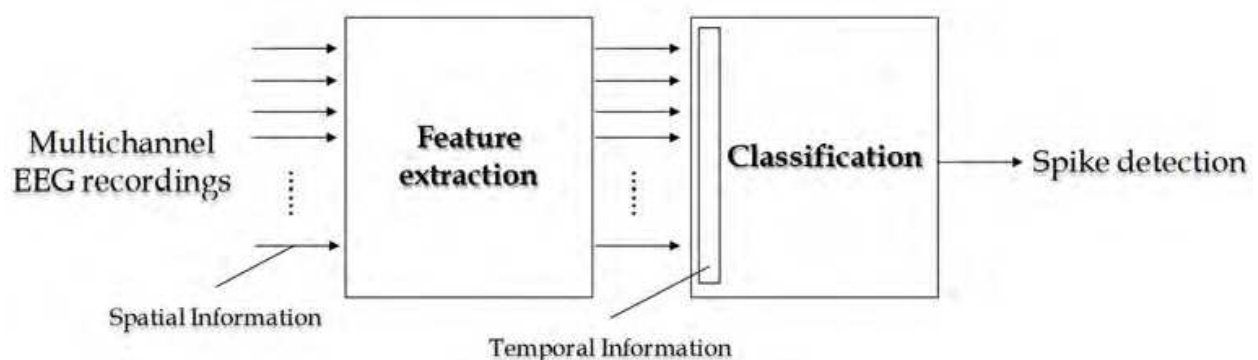 Multichannel
EEG recordings
Feature
extraction
Classification
Spike detection
Spatial Information
Temporal Information